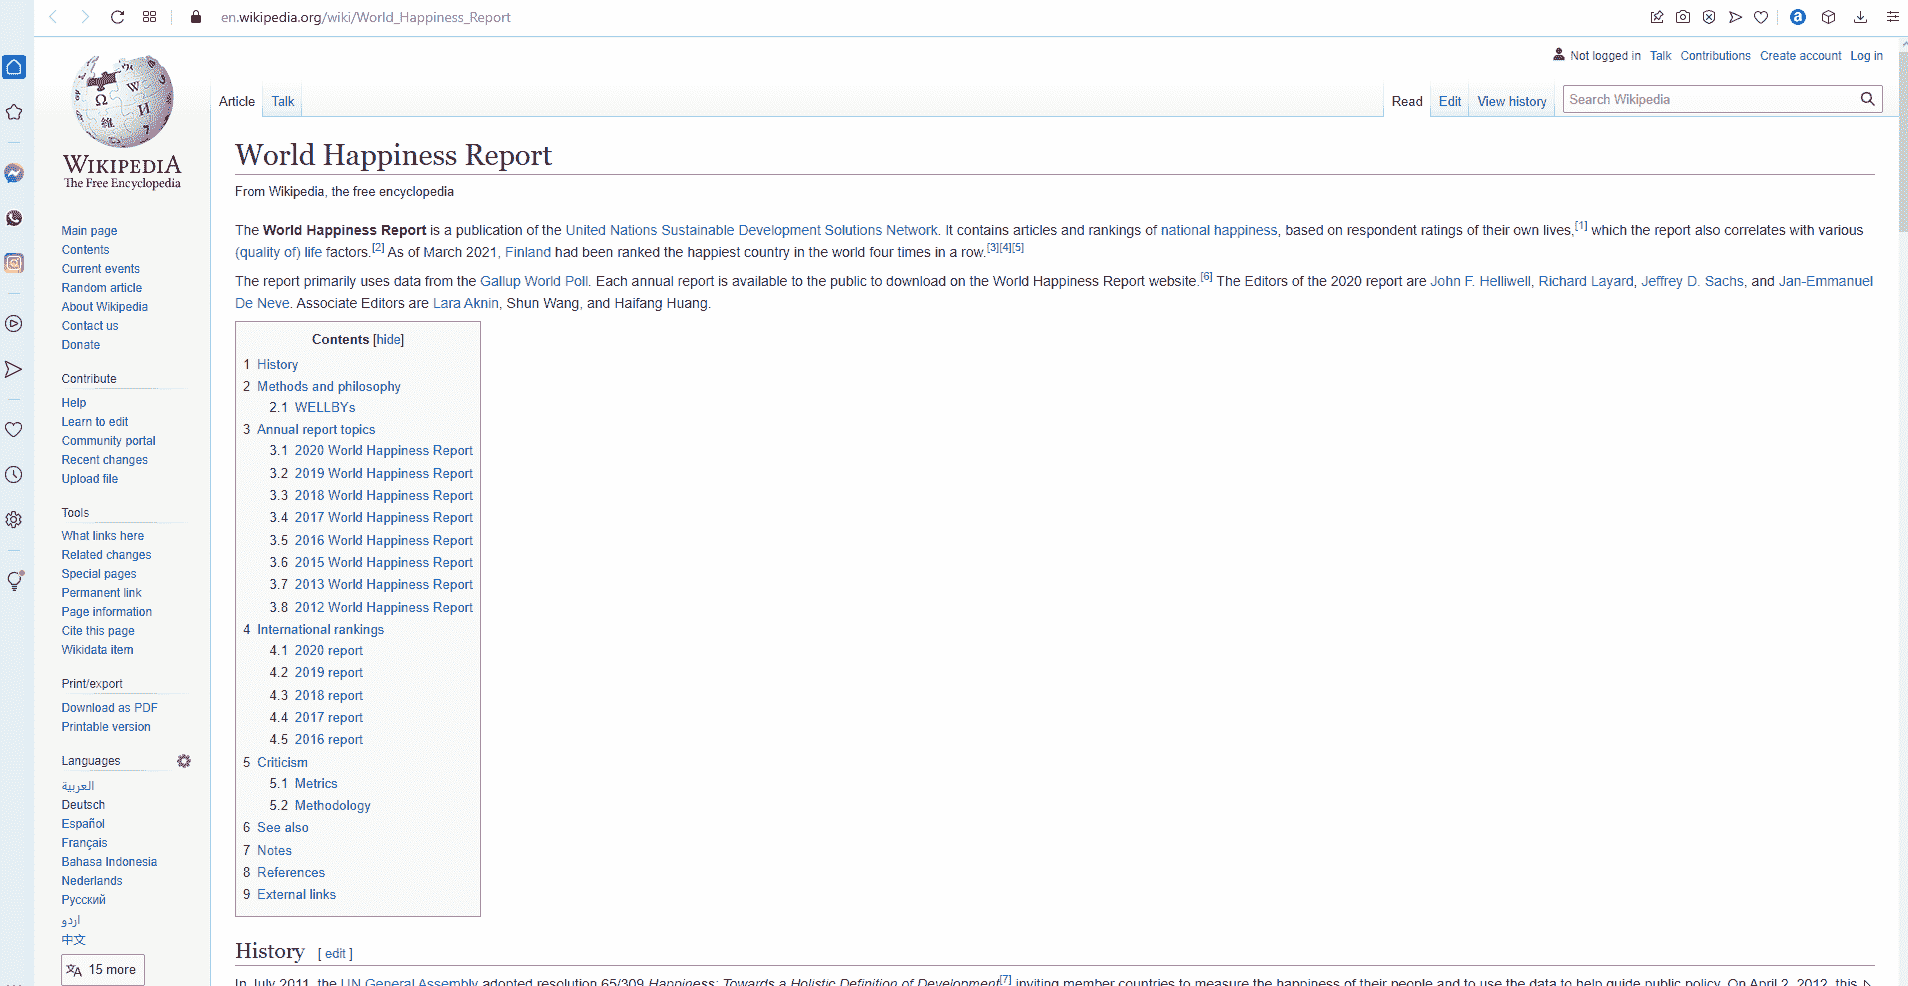 en.wikipedia.org/wiki/World_Happiness_Report
Not logged in Talk Contributions Create account Log in
Article Talk Read Edit View history Search Wikipedia
WIKIPEDIA
The Free Encyclopedia
Main page
Contents
Current events
Random article
About Wikipedia
Contact us
Donate
Contribute
Help
Learn to edit
Community portal
Recent changes
Upload file
Tools
What links here
Related changes
Special pages
Permanent link
Page information
Cite this page
Wikidata item
Print/export
Download as PDF
Printable version
Languages
العربية
Deutsch
Español
Français
Bahasa Indonesia
Nederlands
Русский
اردو
中文
15 more
World Happiness Report
From Wikipedia, the free encyclopedia
The World Happiness Report is a publication of the United Nations Sustainable Development Solutions Network. It contains articles and rankings of national happiness, based on respondent ratings of their own lives,[1] which the report also correlates with various
(quality of) life factors.[2] As of March 2021, Finland had been ranked the happiest country in the world four times in a row.[3][4][5]
The report primarily uses data from the Gallup World Poll. Each annual report is available to the public to download on the World Happiness Report website.[6] The Editors of the 2020 report are John F. Helliwell, Richard Layard, Jeffrey D. Sachs, and Jan-Emmanuel
De Neve. Associate Editors are Lara Aknin, Shun Wang, and Haifang Huang.
Contents [hide]
1 History
2 Methods and philosophy
2.1 WELLBYs
3 Annual report topics
3.1 2020 World Happiness Report
3.2 2019 World Happiness Report
3.3 2018 World Happiness Report
3.4 2017 World Happiness Report
3.5 2016 World Happiness Report
3.6 2015 World Happiness Report
3.7 2013 World Happiness Report
3.8 2012 World Happiness Report
4 International rankings
4.1 2020 report
4.2 2019 report
4.3 2018 report
4.4 2017 report
4.5 2016 report
5 Criticism
5.1 Metrics
5.2 Methodology
6 See also
7 Notes
8 References
9 External links
History [ edit ]
In July 2011, the UN General Assembly adopted resolution 65/309 Happiness: Towards a Holistic Definition of Development[7] inviting member countries to measure the happiness of their people and to use the data to help guide public policy. On April 2, 2012, this